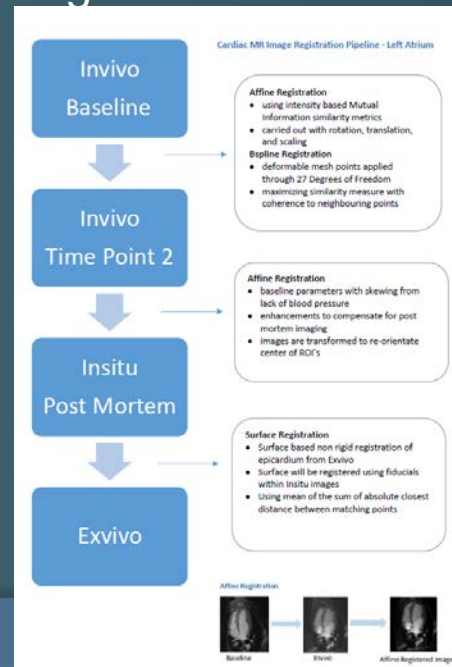 Cardiac MR Image Registration Pipeline - Left Atrium
Invivo
Baseline
Affine Registration
• using intensity based Mutual
Information similarity metrics
• carried out with rotation, translation,
and scaling
Bspline Registration
• deformable mesh points applied
through 27 Degrees of Freedom
• maximizing similarity measure with
coherence to neighbouring points
Invivo
Time Point 2
Affine Registration
• baseline parameters with skewing from
lack of blood pressure
• enhancements to compensate for post
mortem imaging
• images are transformed to re-orientate
center of ROI's
Insitu
Post Mortem
Surface Registration
• Surface based non rigid registration of
epicardium from Exvivo
• Surface will be registered using fiducials
within Insitu images
• Using mean of the sum of absolute closest
distance between matching points
Exvivo
Affine Registration
Baseline
Invivo
Affine-Registered image